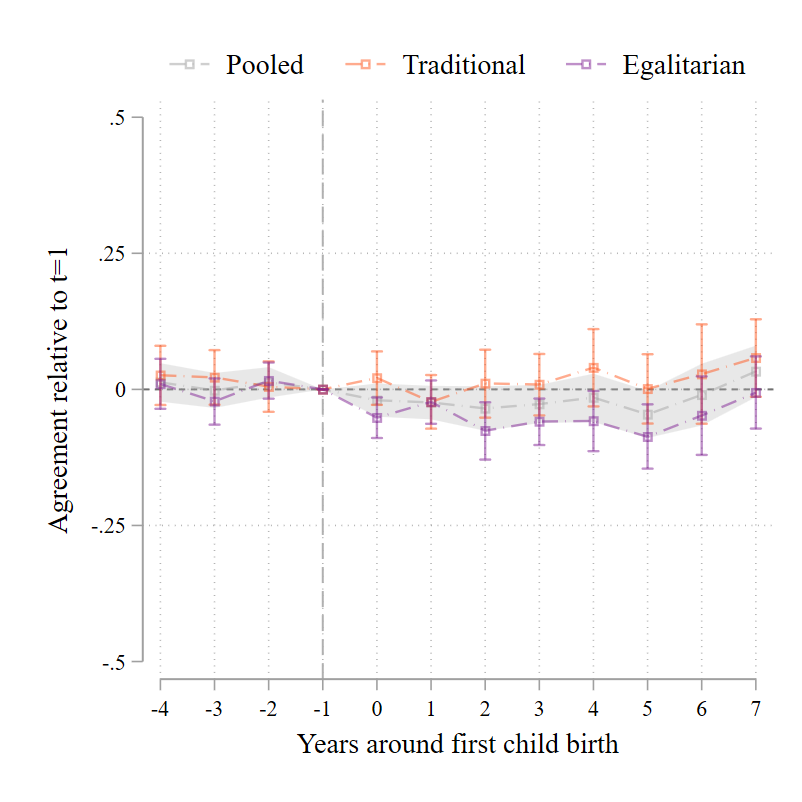 Pooled Traditional Egalitarian
.5
.25
0
-.25
-.5
Agreement relative to t=1
-4 -3 -2 -1 0 1 2 3 4 5 6 7
Years around first child birth